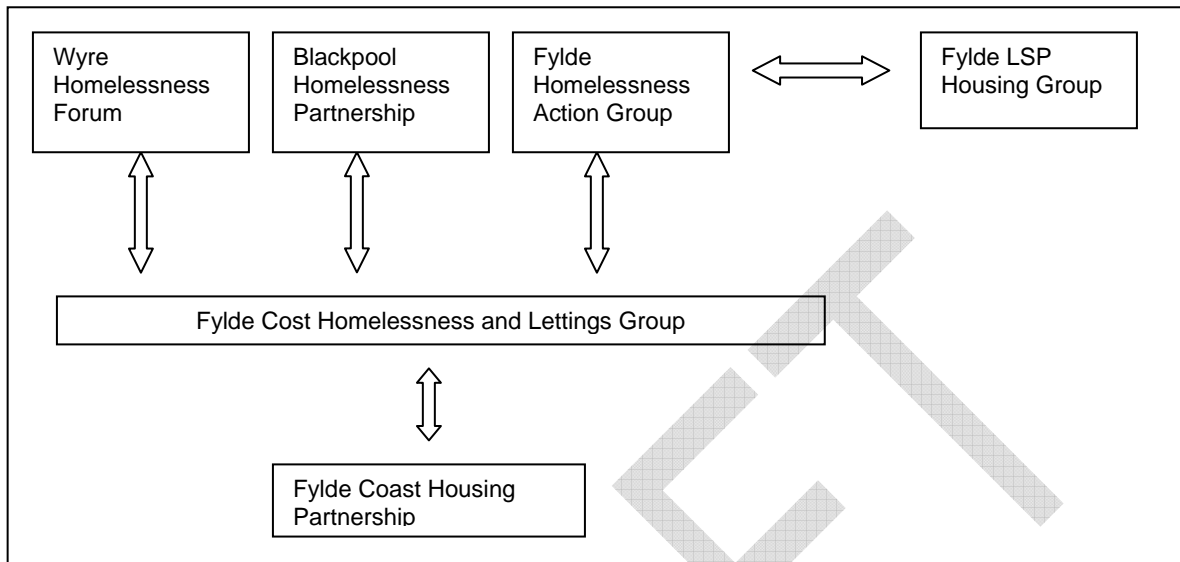 Wyre
Homelessness
Forum
Blackpool
Homelessness
Partnership
Fylde
Homelessness
Action Group
Fylde LSP
Housing Group
Fylde Cost Homelessness and Lettings Group
Fylde Coast Housing
Partnership